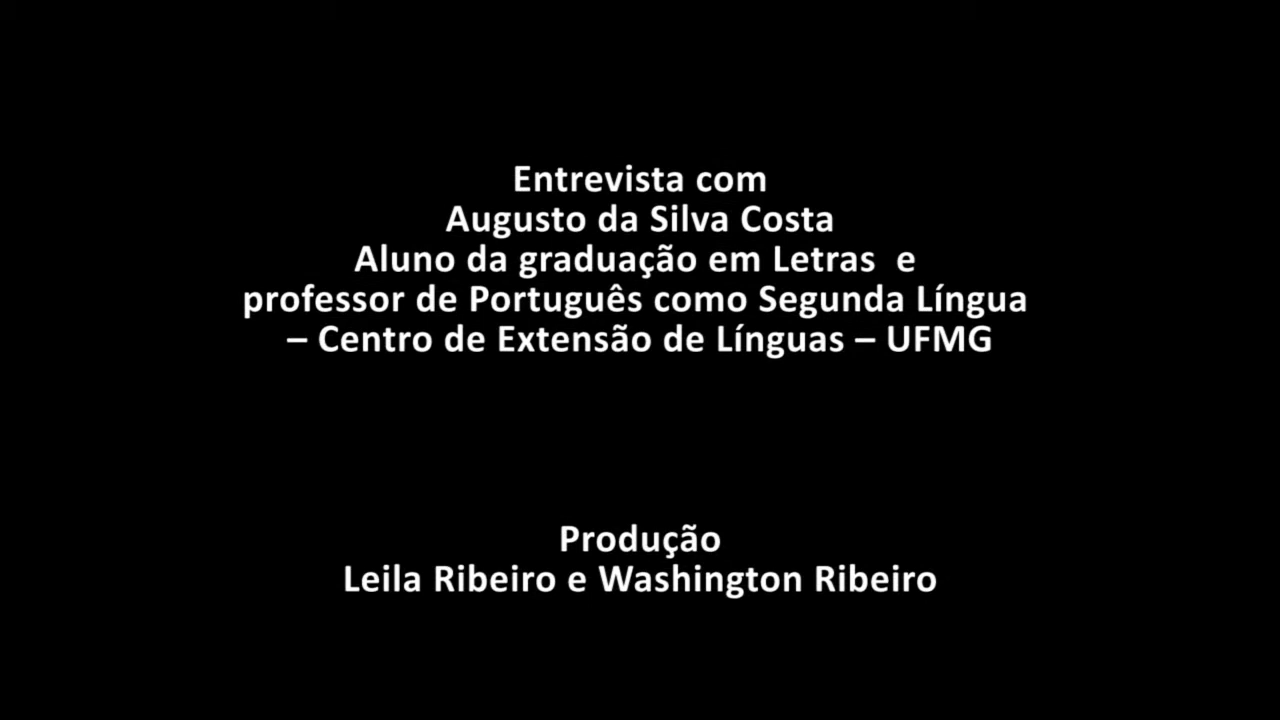 Entrevista com
Augusto da Silva Costa
Aluno da graduação em Letras  e
professor de Português como Segunda Língua
– Centro de Extensão de Línguas – UFMG
Produção
Leila Ribeiro e Washington Ribeiro